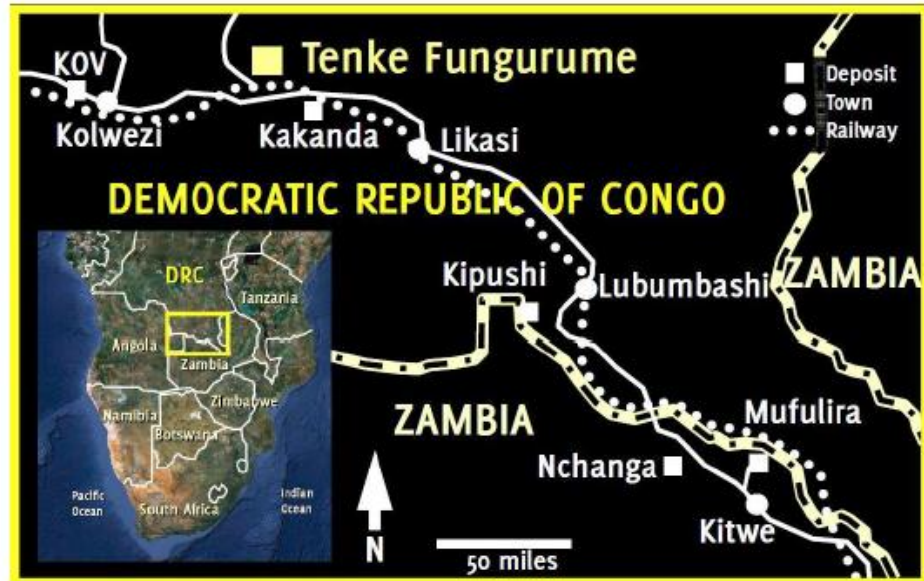 KOV
Tenke Fungurume
Deposit
Town
Railway
Kolwezi
Kakanda
Likasi
DEMOCRATIC REPUBLIC OF CONGO
DRC
Tanzania
Angola
Zambia
Zimbabwe
Namibia
Botswana
South Africa
Pacific
Ocean
Indian
Ocean
Kipushi
Lubumbashi
ZAMBIA
ZAMBIA
Mufulira
Nchanga
Kitwe
N
50 miles